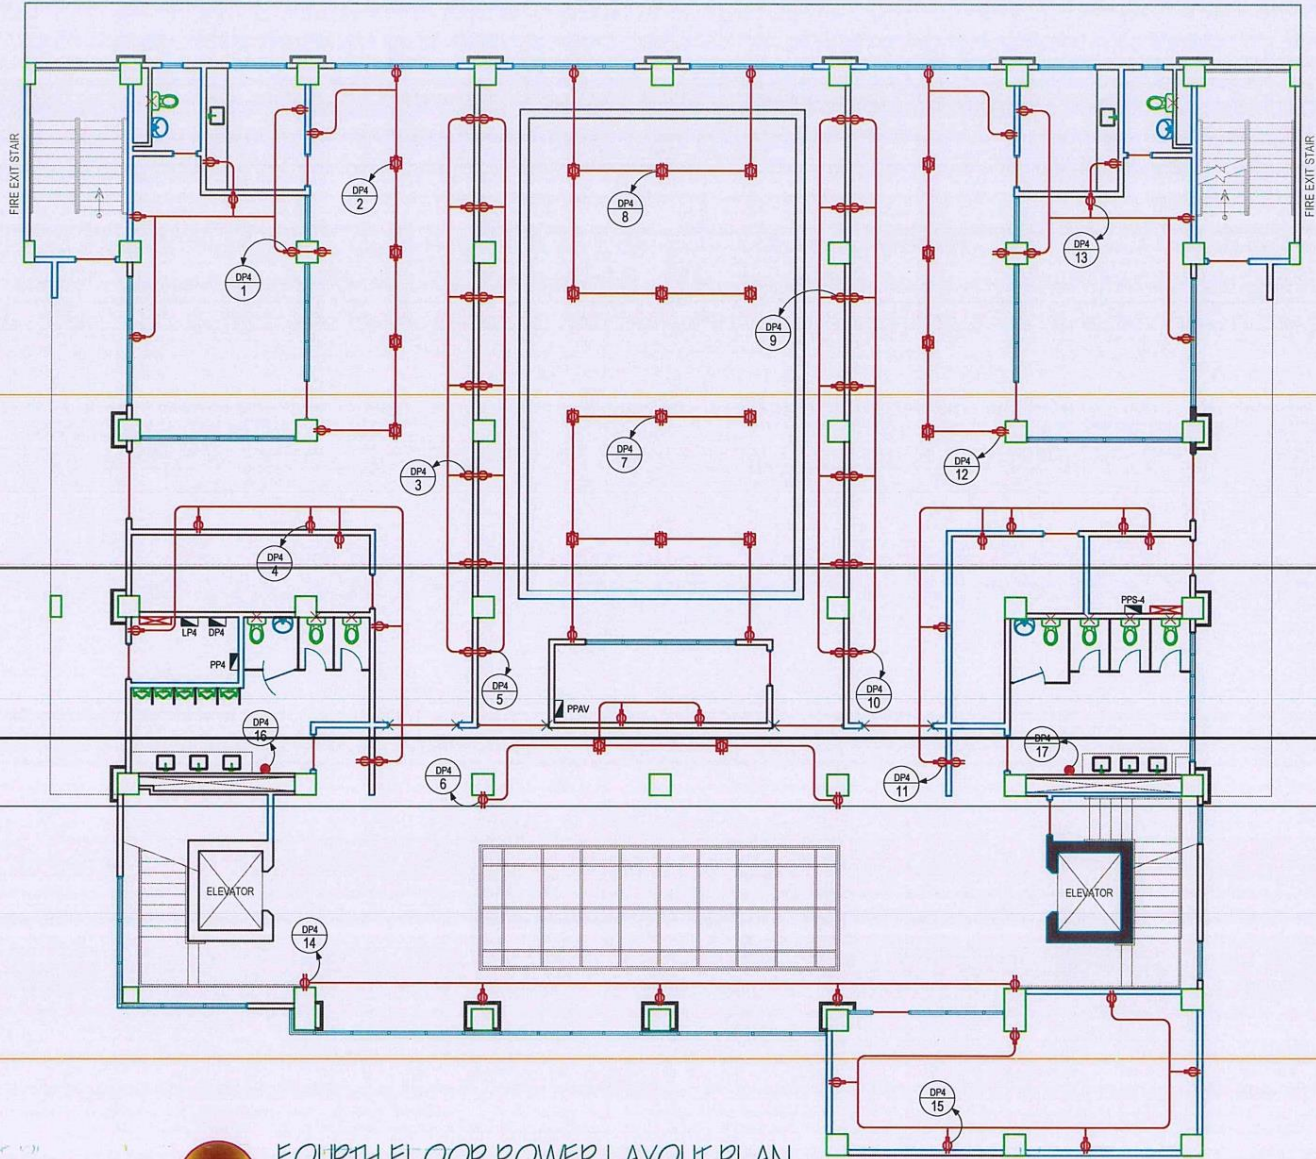 FIRE EXIT STAIR
FIRE EXIT STAIR
DP4
2
DP4
8
DP4
13
DP4
1
DP4
9
DP4
7
DP4
3
DP4
12
DP4
4
LP4
DP4
PPS-4
PP4
DP4
5
PPAV
DP4
10
DP4
16
DP4
17
DP4
6
DP4
11
ELEVATOR
ELEVATOR
DP4
14
DP4
15
FOURTH FLOOR POWER LAYOUT PLAN